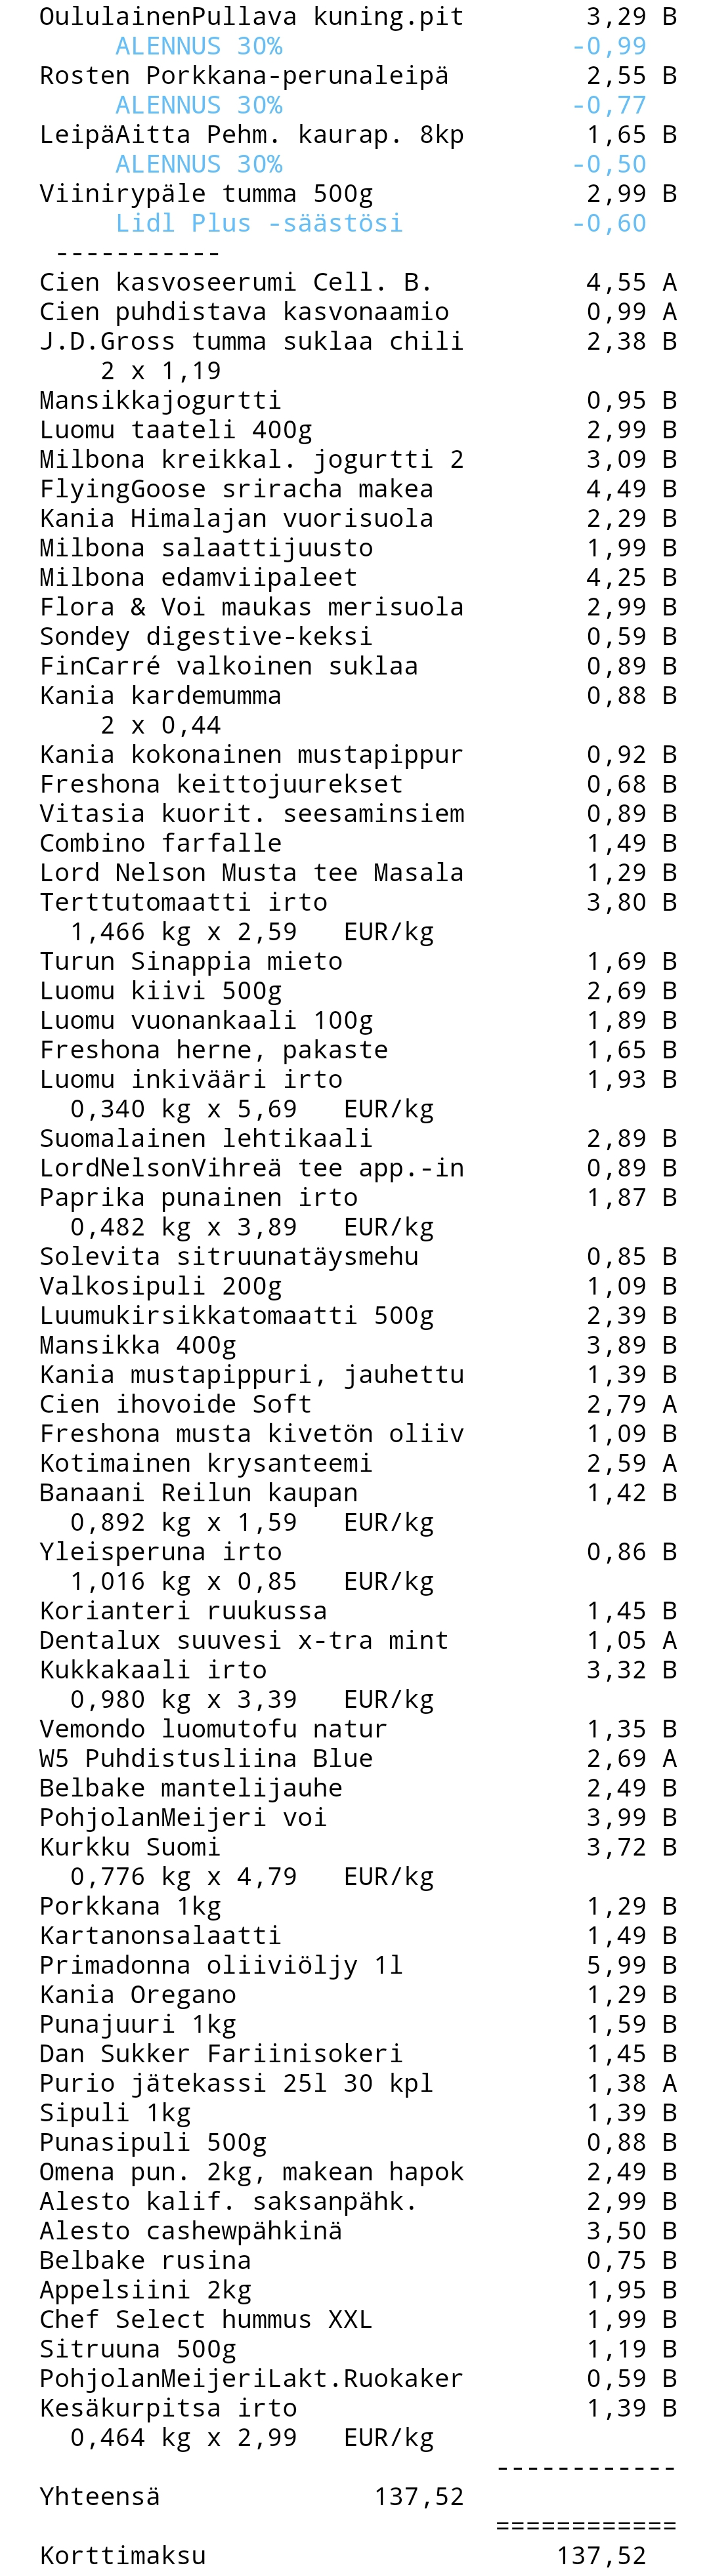 OululainenPullava kuning.pit 3,29 B
ALENNUS 30% -0,99
Rosten Porkkana-perunaleipä 2,55 B
ALENNUS 30% -0,77
LeipäAitta Pehm. kaurap. 8kp 1,65 B
ALENNUS 30% -0,50
Viinirypäle tumma 500g 2,99 B
Lidl Plus -säästösi -0,60
-----------
Cien kasvoseerumi Cell. B. 4,55 A
Cien puhdistava kasvonaamio 0,99 A
J.D.Gross tumma suklaa chili 2,38 B
2 x 1,19
Mansikkajogurtti 0,95 B
Luomu taateli 400g 2,99 B
Milbona kreikkal. jogurtti 2 3,09 B
FlyingGoose sriracha makea 4,49 B
Kania Himalajan vuorisuola 2,29 B
Milbona salaattijuusto 1,99 B
Milbona edamviipaleet 4,25 B
Flora & Voi maukas merisuola 2,99 B
Sondey digestive-keksi 0,59 B
FinCarré valkoinen suklaa 0,89 B
Kania kardemumma 0,88 B
2 x 0,44
Kania kokonainen mustapippur 0,92 B
Freshona keittojuurekset 0,68 B
Vitasia kuorit. seesaminsiem 0,89 B
Combino farfalle 1,49 B
Lord Nelson Musta tee Masala 1,29 B
Terttutomaatti irto 3,80 B
1,466 kg x 2,59 EUR/kg
Turun Sinappia mieto 1,69 B
Luomu kiivi 500g 2,69 B
Luomu vuonankaali 100g 1,89 B
Freshona herne, pakaste 1,65 B
Luomu inkivääri irto 1,93 B
0,340 kg x 5,69 EUR/kg
Suomalainen lehtikaali 2,89 B
LordNelsonVihreä tee app.-in 0,89 B
Paprika punainen irto 1,87 B
0,482 kg x 3,89 EUR/kg
Solevita sitruunatäysmehu 0,85 B
Valkosipuli 200g 1,09 B
Luumukirsikkatomaatti 500g 2,39 B
Mansikka 400g 3,89 B
Kania mustapippuri, jauhettu 1,39 B
Cien ihovoide Soft 2,79 A
Freshona musta kivetön oliiv 1,09 B
Kotimainen krysanteemi 2,59 A
Banaani Reilun kaupan 1,42 B
0,892 kg x 1,59 EUR/kg
Yleisperuna irto 0,86 B
1,016 kg x 0,85 EUR/kg
Korianteri ruukussa 1,45 B
Dentalux suuvesi x-tra mint 1,05 A
Kukkakaali irto 3,32 B
0,980 kg x 3,39 EUR/kg
Vemondo luomutofu natur 1,35 B
W5 Puhdistusliina Blue 2,69 A
Belbake mantelijauhe 2,49 B
PohjolanMeijeri voi 3,99 B
Kurkku Suomi 3,72 B
0,776 kg x 4,79 EUR/kg
Porkkana 1kg 1,29 B
Kartanonsalaatti 1,49 B
Primadonna oliiviöljy 1l 5,99 B
Kania Oregano 1,29 B
Punajuuri 1kg 1,59 B
Dan Sukker Fariinisokeri 1,45 B
Purio jätekassi 25l 30 kpl 1,38 A
Sipuli 1kg 1,39 B
Punasipuli 500g 0,88 B
Omena pun. 2kg, makean hapok 2,49 B
Alesto kalif. saksanpähk. 2,99 B
Alesto cashewpähkinä 3,50 B
Belbake rusina 0,75 B
Appelsiini 2kg 1,95 B
Chef Select hummus XXL 1,99 B
Sitruuna 500g 1,19 B
PohjolanMeijeriLakt.Ruokaker 0,59 B
Kesäkurpitsa irto 1,39 B
0,464 kg x 2,99 EUR/kg
------------
Yhteensä 137,52
============
Korttimaksu 137,52